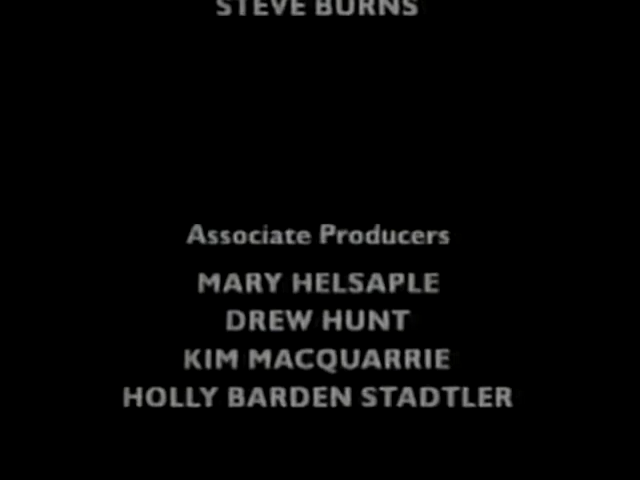 STEVE BURNS
Associate Producers
MARY HELSAPLE
DREW HUNT
KIM MACQUARRIE
HOLLY BARDEN STADTLER